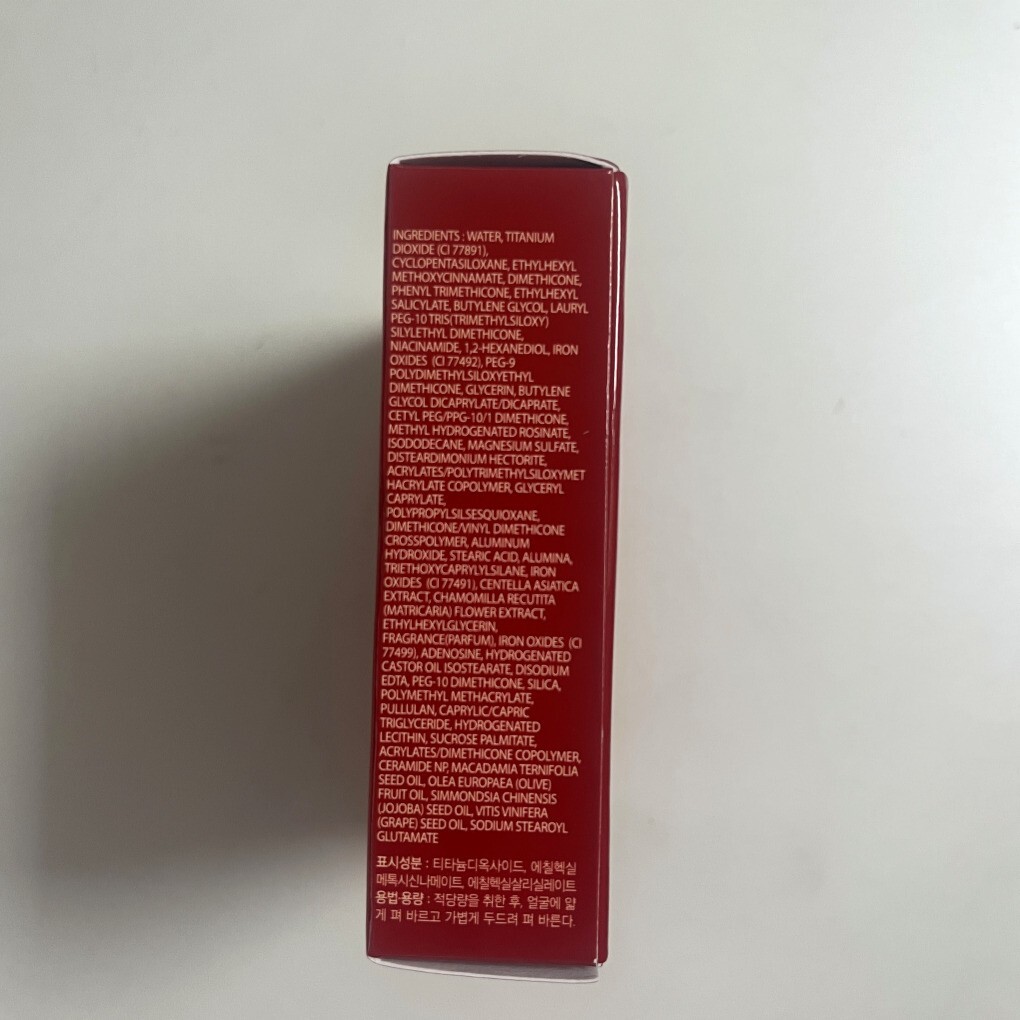 INGREDIENTS : WATER, TITANIUM
DIOXIDE (CI 77891),
CYCLOPENTASILOXANE, ETHYLHEXYL
METHOXYCINNAMATE, DIMETHICONE,
PHENYL TRIMETHICONE, ETHYLHEXYL
SALICYLATE, BUTYLENE GLYCOL, LAURYL
PEG-10 TRIS(TRIMETHYLSILOXY)
SILYLETHYL DIMETHICONE,
NIACINAMIDE, 1,2-HEXANEDIOL, IRON
OXIDES (CI 77492), PEG-9
POLYDIMETHYLSILOXYETHYL
DIMETHICONE, GLYCERIN, BUTYLENE
GLYCOL DICAPRYLATE/DICAPRATE,
CETYL PEG/PPG-10/1 DIMETHICONE,
METHYL HYDROGENATED ROSINATE,
ISODODECANE, MAGNESIUM SULFATE,
DISTEARDIMONIUM HECTORITE,
ACRYLATES/POLYTRIMETHYLSILOXYMET
HACRYLATE COPOLYMER, GLYCERYL
CAPRYLATE,
POLYPROPYLSILSESQUIOXANE,
DIMETHICONE/VINYL DIMETHICONE
CROSSPOLYMER, ALUMINUM
HYDROXIDE, STEARIC ACID, ALUMINA,
TRIETHOXYCAPRYLYLSILANE, IRON
OXIDES (CI 77491), CENTELLA ASIATICA
EXTRACT, CHAMOMILLA RECUTITA
(MATRICARIA) FLOWER EXTRACT,
ETHYLHEXYLGLYCERIN,
FRAGRANCE(PARFUM), IRON OXIDES (CI
77499), ADENOSINE, HYDROGENATED
CASTOR OIL ISOSTEARATE, DISODIUM
EDTA, PEG-10 DIMETHICONE, SILICA,
POLYMETHYL METHACRYLATE,
PULLULAN, CAPRYLIC/CAPRIC
TRIGLYCERIDE, HYDROGENATED
LECITHIN, SUCROSE PALMITATE,
ACRYLATES/DIMETHICONE COPOLYMER,
CERAMIDE NP, MACADAMIA TERNIFOLIA
SEED OIL, OLEA EUROPAEA (OLIVE)
FRUIT OIL, SIMMONDSIA CHINENSIS
(JOJOBA) SEED OIL, VITIS VINIFERA
(GRAPE) SEED OIL, SODIUM STEAROYL
GLUTAMATE
표시성분 : 티타늄디옥사이드, 에칠헥실
메톡시신나메이트, 에칠헥실살리실레이트
용법·용량 : 적당량을 취한 후, 얼굴에 얇
게 펴 바르고 가볍게 두드려 펴 바른다.